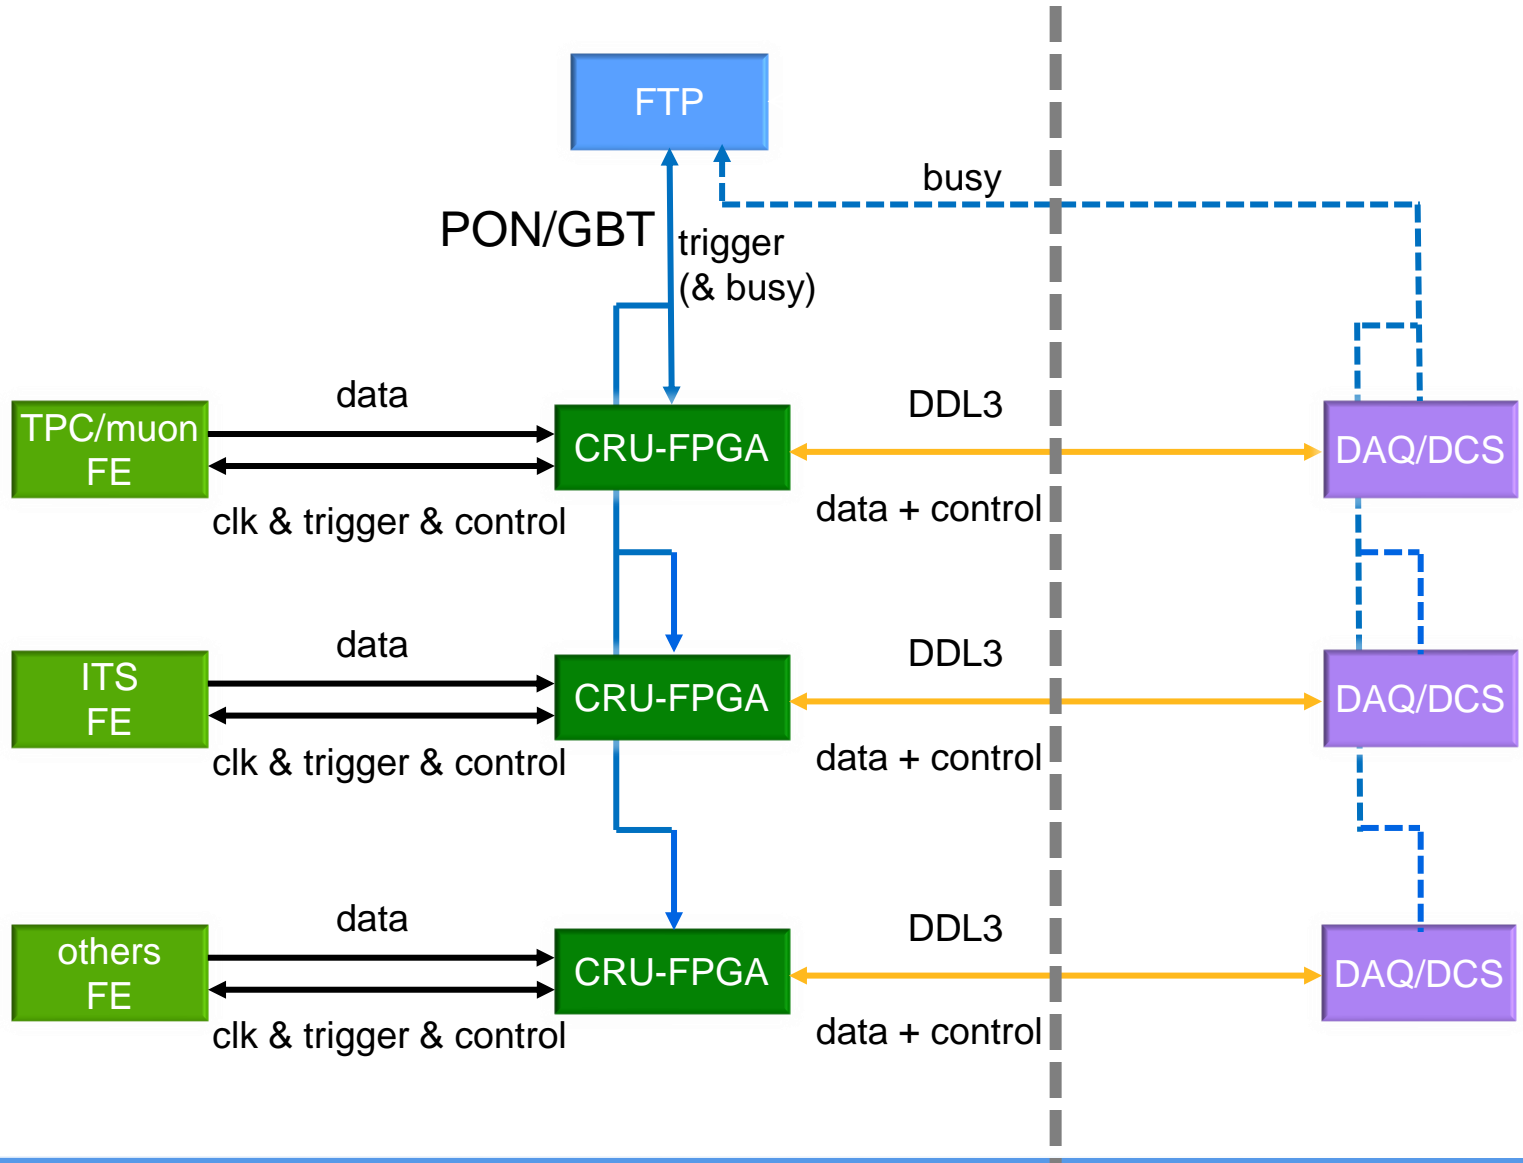 FTP
busy
PON/GBT
trigger
(& busy)
data
DDL3
TPC/muon
FE
CRU-FPGA
DAQ/DCS
clk & trigger & control
data + control
data
DDL3
ITS
FE
CRU-FPGA
DAQ/DCS
clk & trigger & control
data + control
data
DDL3
others
FE
CRU-FPGA
DAQ/DCS
clk & trigger & control
data + control